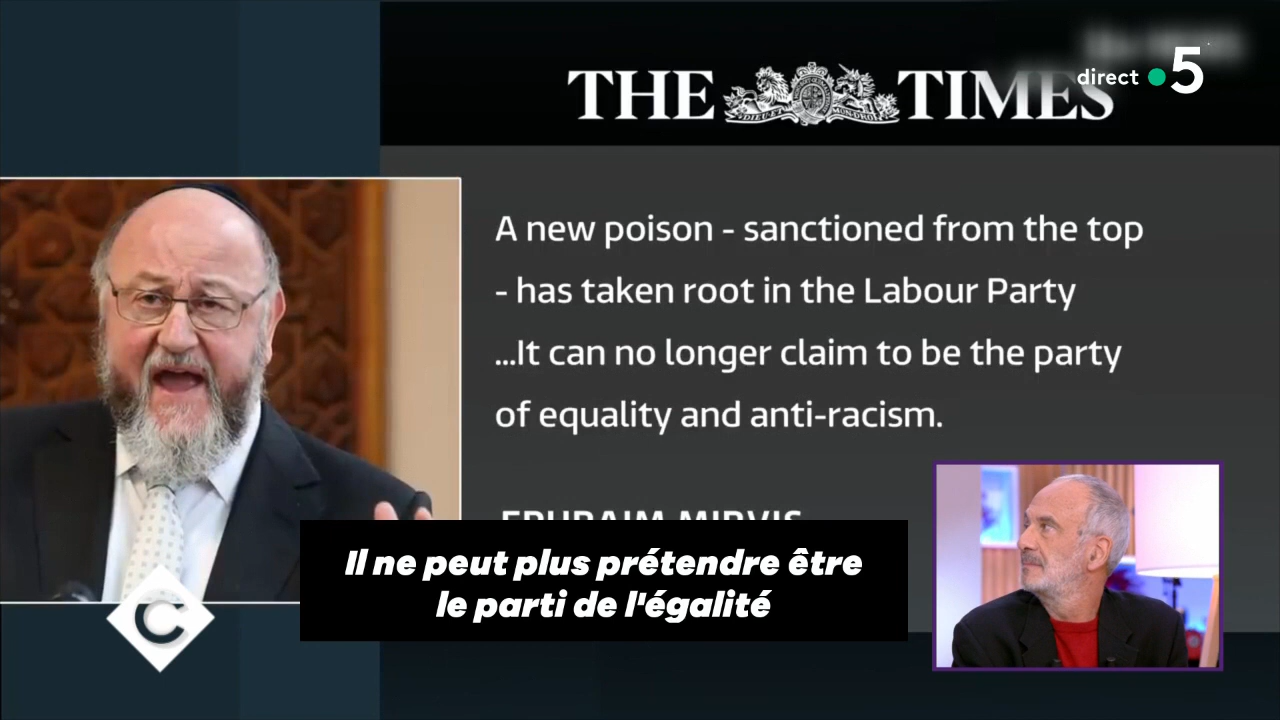 THE TIMES
direct 5
A new poison - sanctioned from the top
- has taken root in the Labour Party
...It can no longer claim to be the party
of equality and anti-racism.
EPHRAIM MIRVIS
Il ne peut plus prétendre être
le parti de l'égalité
C